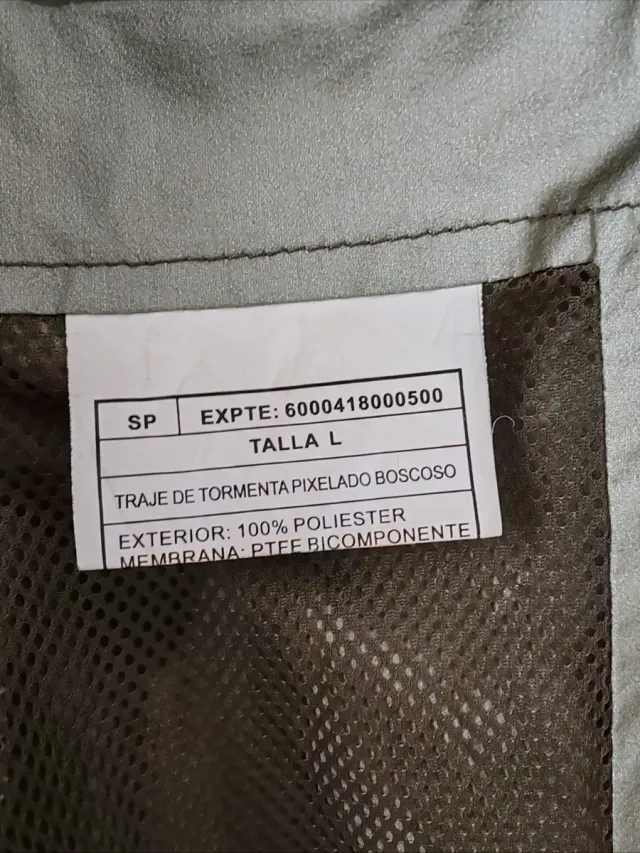 SP EXPTE: 6000418000500
TALLA L
TRAJE DE TORMENTA PIXELADO BOSCOSO
EXTERIOR: 100% POLIESTER
MEMBRANA: PTFE BICOMPONENTE